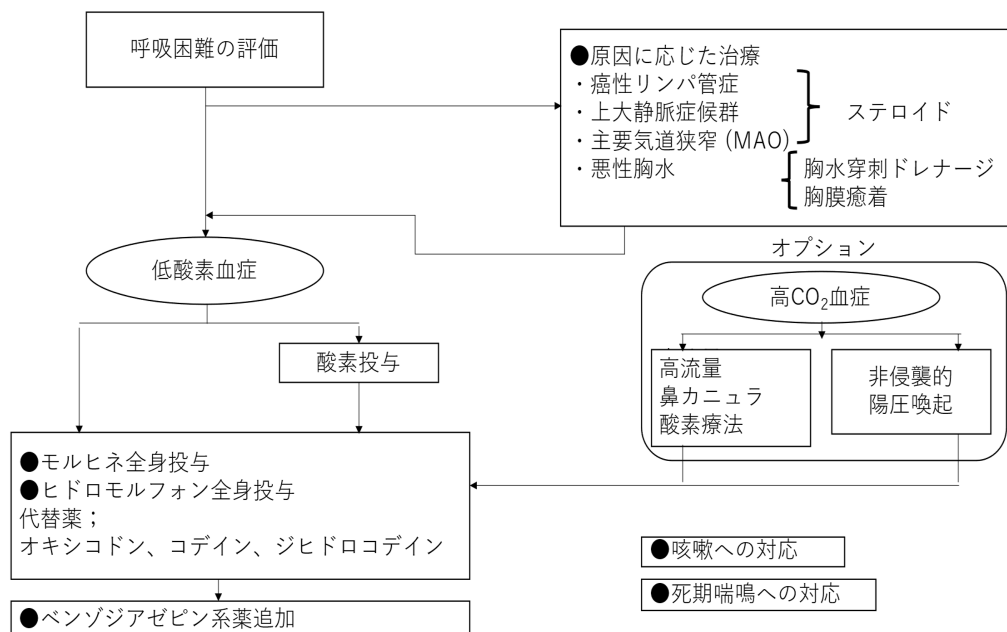 呼吸困難の評価
●原因に応じた治療
・癌性リンパ管症
・上大静脈症候群
・主要気道狭窄 (MAO)
・悪性胸水
ステロイド
胸水穿刺ドレナージ
胸膜癒着
低酸素血症
酸素投与
オプション
高CO₂血症
高流量
鼻カニュラ
酸素療法
非侵襲的
陽圧喚起
●モルヒネ全身投与
●ヒドロモルフォン全身投与
代替薬；
オキシコドン、コデイン、ジヒドロコデイン
●ベンゾジアゼピン系薬追加
●咳嗽への対応
●死期喘鳴への対応